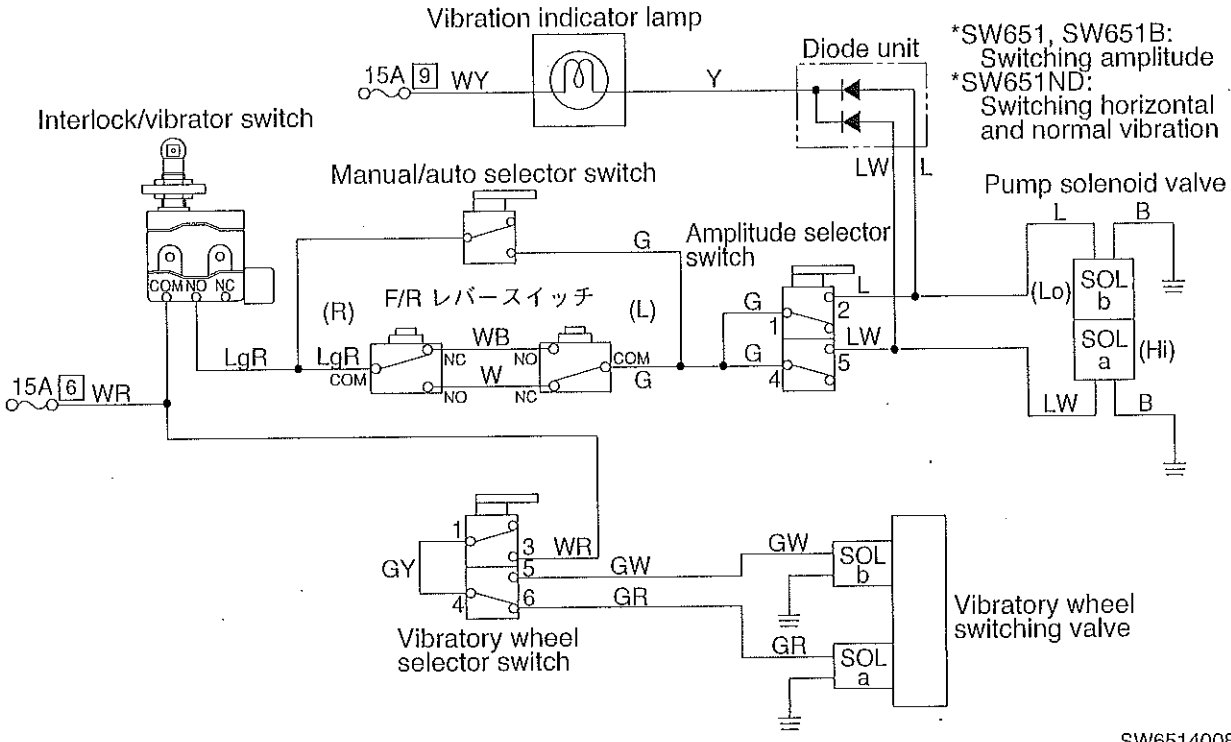 Vibration indicator lamp
15A 9 WY
Y
Diode unit
*SW651, SW651B:
Switching amplitude
*SW651ND:
Switching horizontal
and normal vibration
Interlock/vibrator switch
Manual/auto selector switch
LW L
Pump solenoid valve
L B
G
Amplitude selector
switch
COM NO NC
(R) F/R レバースイッチ (L)
G 1 2 L
(Lo) SOL
b
LgR LgR COM NC WB NO COM
G 4 5 LW
SOL
a (Hi)
NO W NC G
15A 6 WR
LW B
1 3 WR
GY 5 GW GW SOL
b
4 6 GR
Vibratory wheel
selector switch
GR SOL
a
Vibratory wheel
switching valve